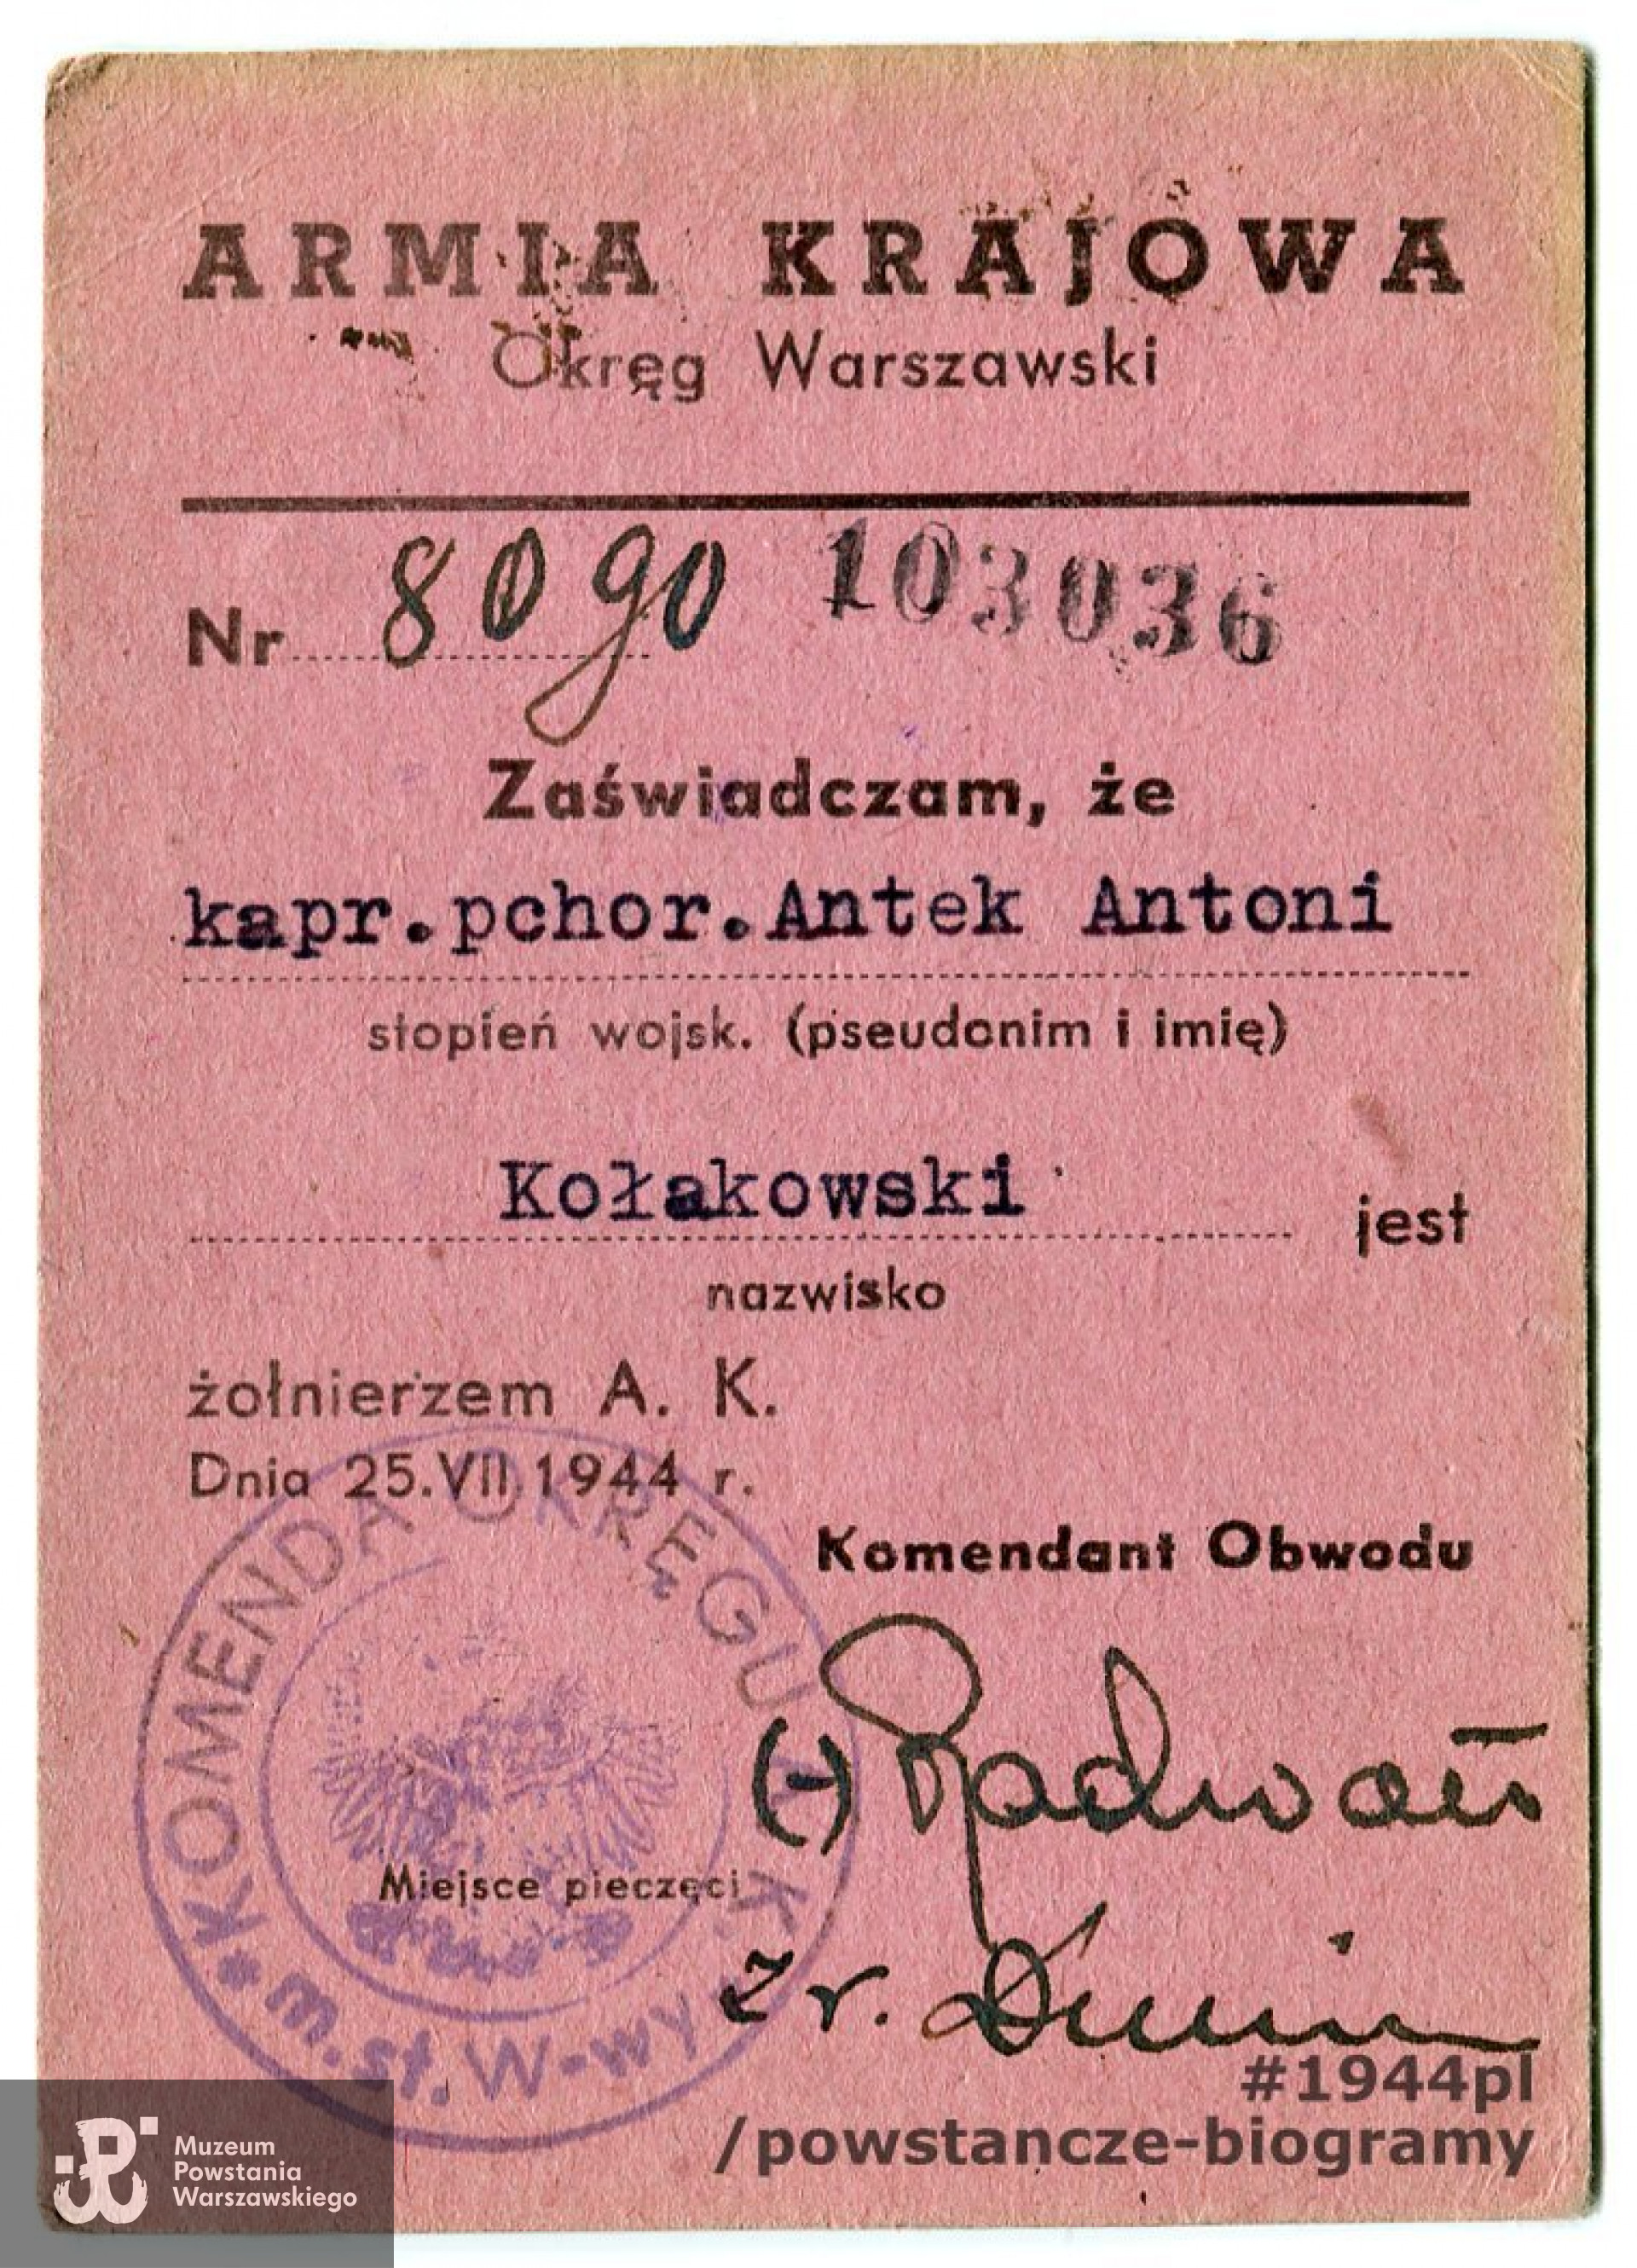 ARMIA KRAJOWA
Okręg Warszawski
Nr 8090 103036
Zaświadczam, że
kapr.pchor.Antek Antoni
stopień wojsk. (pseudonim i imię)
Kołakowski jest
nazwisko
żołnierzem A. K.
Dnia 25.VII 1944 r.
Komendant Obwodu
(-) Radwan
Miejsce pieczęci
KOMENDA OKRĘGU A.K.
m.st. W-wy
zr.
#1944pl
/powstancze-biogramy
Muzeum
Powstania
Warszawskiego